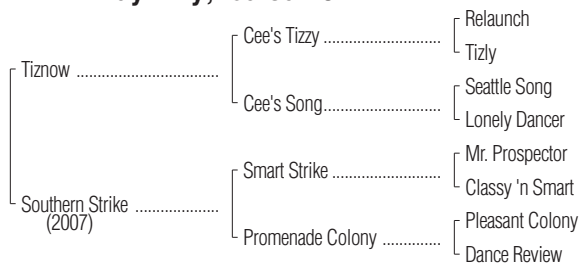 Relaunch
Cee's Tizzy
Tizly
Tiznow
Seattle Song
Cee's Song
Lonely Dancer
Mr. Prospector
Smart Strike
Classy 'n Smart
Southern Strike
(2007)
Pleasant Colony
Promenade Colony
Dance Review